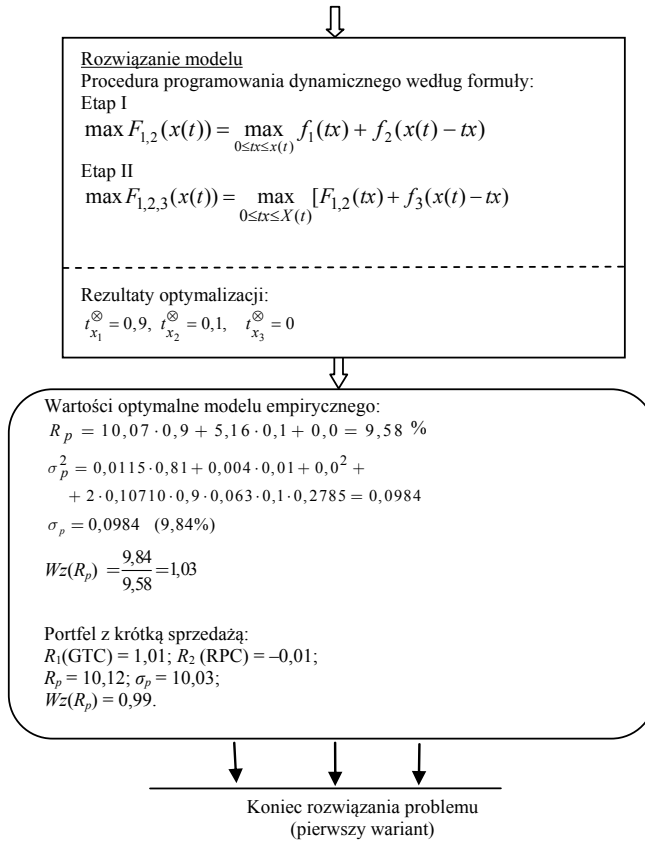 Rozwiązanie modelu
Procedura programowania dynamicznego według formuły:
Etap I
max F₁,₂(x(t)) = max f₁(tx) + f₂(x(t) − tx)
0≤tx≤x(t)
Etap II
max F₁,₂,₃(x(t)) = max [F₁,₂(tx) + f₃(x(t) − tx)
0≤tx≤X(t)
Rezultaty optymalizacji:
t⊗x₁ = 0,9, t⊗x₂ = 0,1, t⊗x₃ = 0
Wartości optymalne modelu empirycznego:
R p = 10,07·0,9 + 5,16·0,1 + 0,0 = 9,58 %
σ²p = 0,0115·0,81 + 0,004·0,01 + 0,0² +
+ 2·0,10710·0,9·0,063·0,1·0,2785 = 0,0984
σp = 0,0984 (9,84%)
Wz(Rp) = 9,84/9,58 = 1,03
Portfel z krótką sprzedażą:
R₁(GTC) = 1,01; R₂ (RPC) = –0,01;
Rp = 10,12; σp = 10,03;
Wz(Rp) = 0,99.
Koniec rozwiązania problemu
(pierwszy wariant)